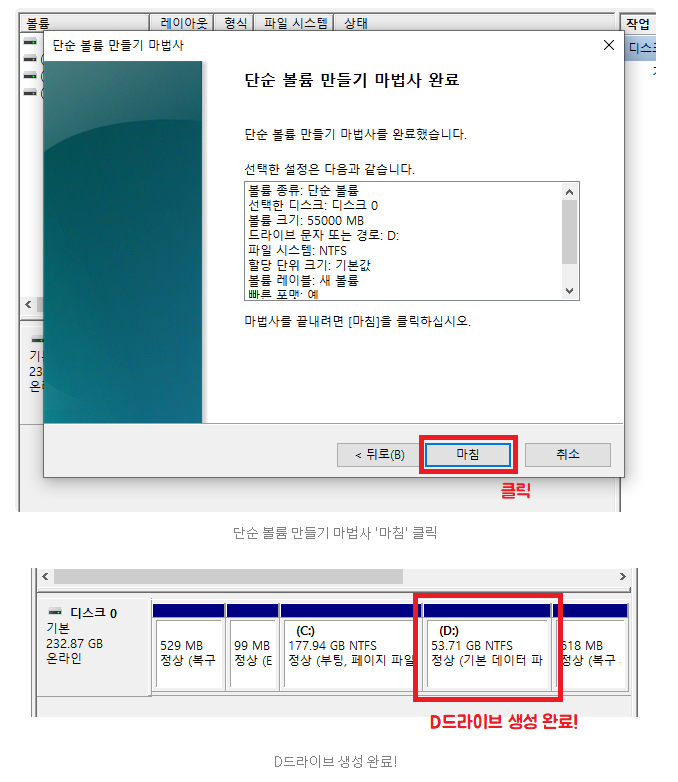 볼륨 레이아웃 형식 파일 시스템 상태 작업
단순 볼륨 만들기 마법사
단순 볼륨 만들기 마법사 완료
단순 볼륨 만들기 마법사를 완료했습니다.
선택한 설정은 다음과 같습니다.
볼륨 종류: 단순 볼륨
선택한 디스크: 디스크 0
볼륨 크기: 55000 MB
드라이브 문자 또는 경로: D:
파일 시스템: NTFS
할당 단위 크기: 기본값
볼륨 레이블: 새 볼륨
빠른 포맷: 예
마법사를 끝내려면 [마침]을 클릭하십시오.
< 뒤로(B) 마침 취소
클릭
단순 볼륨 만들기 마법사 '마침' 클릭
디스크 0
기본
232.87 GB
온라인
529 MB
정상 (복구
99 MB
정상 (E
(C:)
177.94 GB NTFS
정상 (부팅, 페이지 파일
(D:)
53.71 GB NTFS
정상 (기본 데이터 파
618 MB
정상 (복구
D드라이브 생성 완료!
D드라이브 생성 완료!